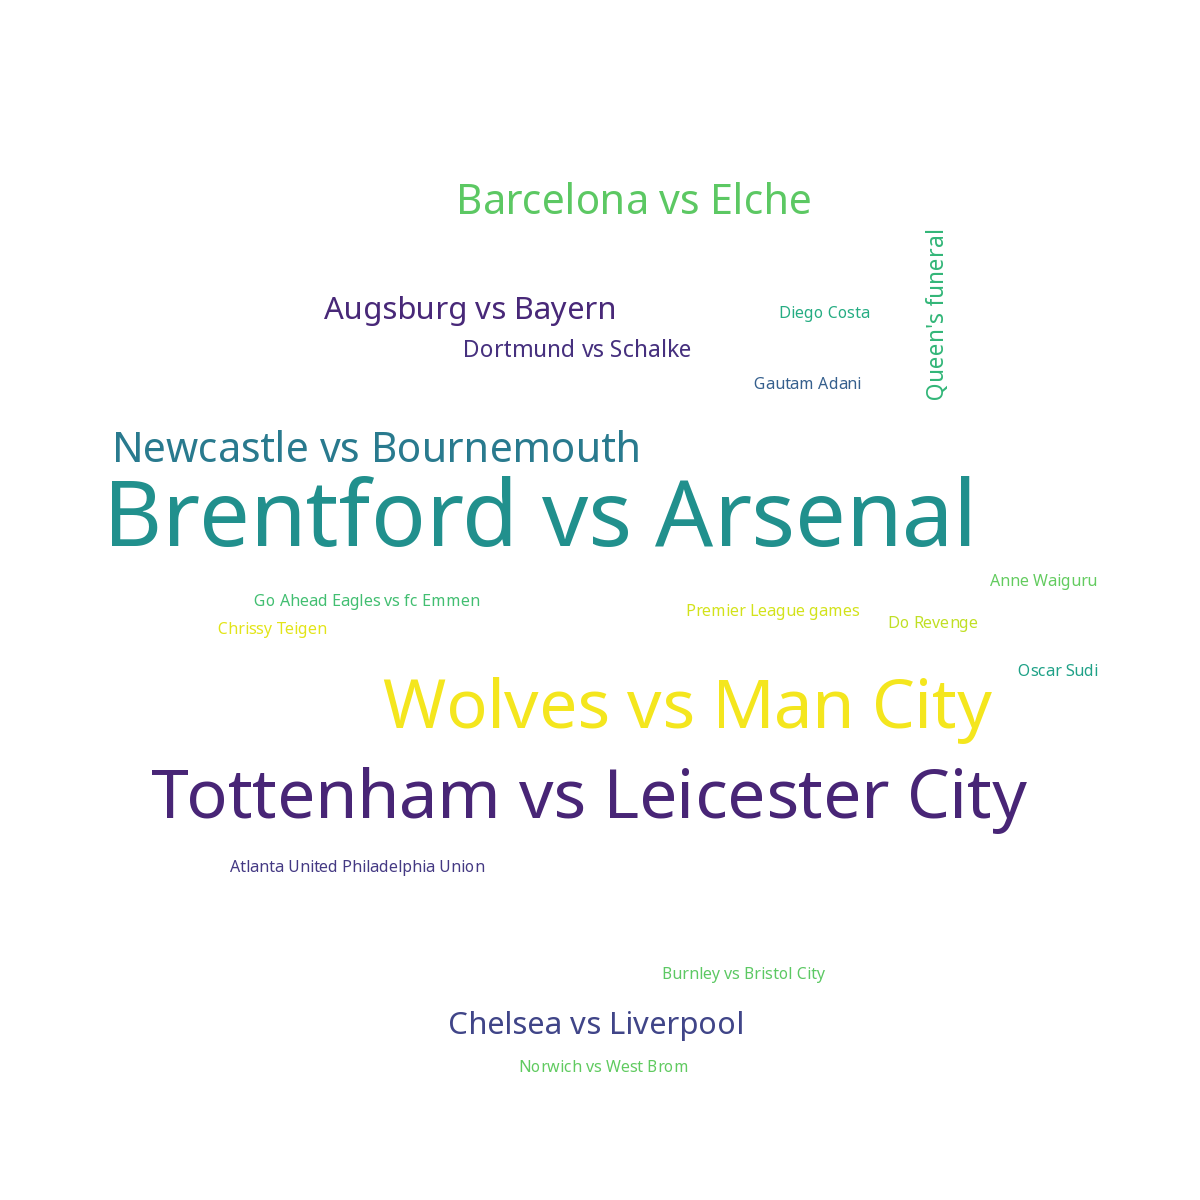 Barcelona vs Elche
Queen's funeral
Augsburg vs Bayern
Diego Costa
Dortmund vs Schalke
Gautam Adani
Newcastle vs Bournemouth
Brentford vs Arsenal
Anne Waiguru
Go Ahead Eagles vs fc Emmen
Premier League games
Do Revenge
Chrissy Teigen
Oscar Sudi
Wolves vs Man City
Tottenham vs Leicester City
Atlanta United Philadelphia Union
Burnley vs Bristol City
Chelsea vs Liverpool
Norwich vs West Brom